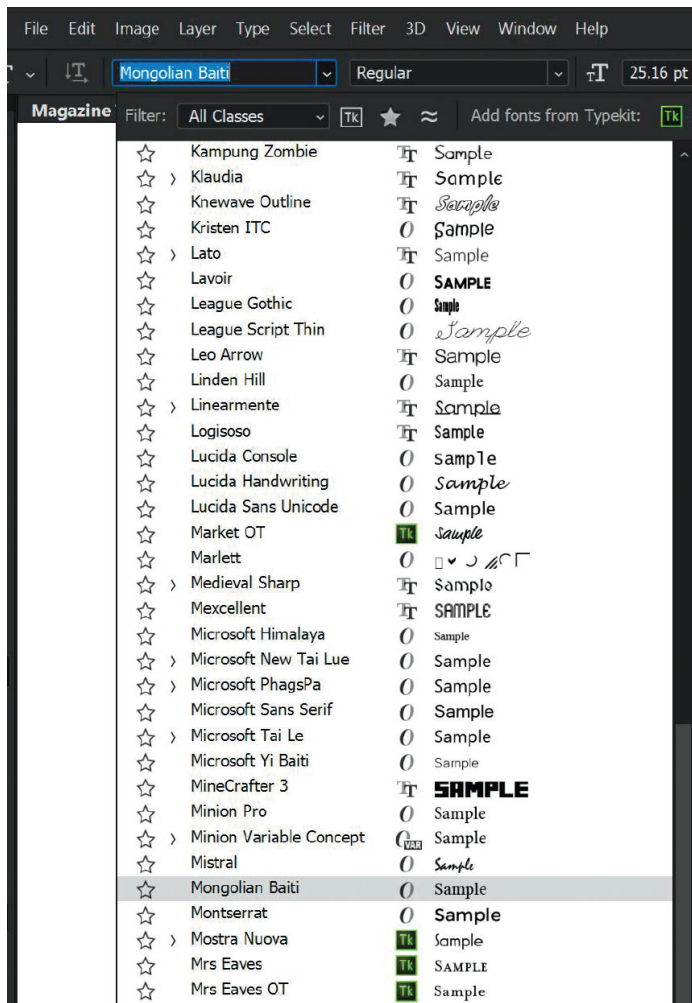 File Edit Image Layer Type Select Filter 3D View Window Help
T Mongolian Baiti Regular TT 25.16 pt
Magazine Filter: All Classes Tk Add fonts from Typekit: Tk
Kampung Zombie Sample
Klaudia Sample
Knewave Outline Sample
Kristen ITC Sample
Lato Sample
Lavoir SAMPLE
League Gothic Sample
League Script Thin Sample
Leo Arrow Sample
Linden Hill Sample
Linearmente Sample
Logisoso Sample
Lucida Console Sample
Lucida Handwriting Sample
Lucida Sans Unicode Sample
Market OT Tk Sample
Marlett
Medieval Sharp Sample
Mexcellent SAMPLE
Microsoft Himalaya Sample
Microsoft New Tai Lue Sample
Microsoft PhagsPa Sample
Microsoft Sans Serif Sample
Microsoft Tai Le Sample
Microsoft Yi Baiti Sample
MineCrafter 3 SAMPLE
Minion Pro Sample
Minion Variable Concept VAR Sample
Mistral Sample
Mongolian Baiti Sample
Montserrat Sample
Mostra Nuova Tk Sample
Mrs Eaves Tk SAMPLE
Mrs Eaves OT Tk Sample